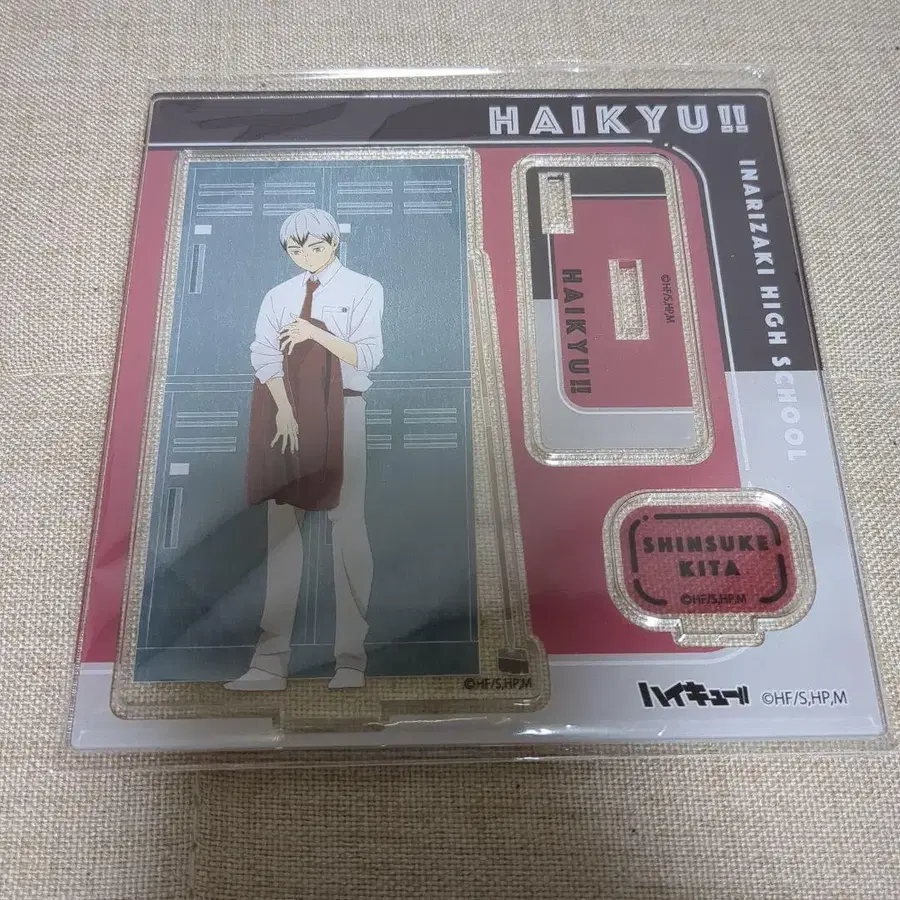 HAIKYU!!
INARIZAKI HIGH SCHOOL
HAIKYU!!
©HF/S,HP,M
SHINSUKE
KITA
©HF/S,HP,M
©HF/S,HP,M
ハイキュー!! ©HF/S,HP,M